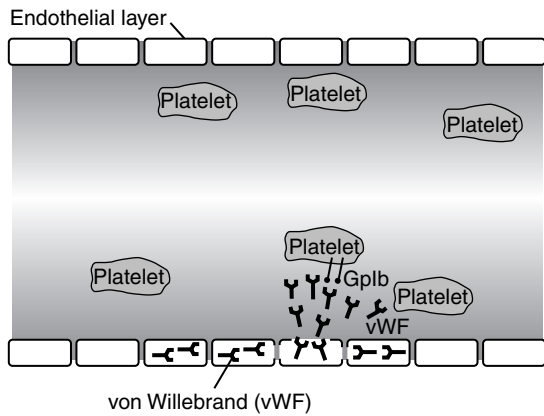 Endothelial layer
Platelet
Platelet
Platelet
Platelet
GpIb
Platelet
Platelet
vWF
von Willebrand (vWF)